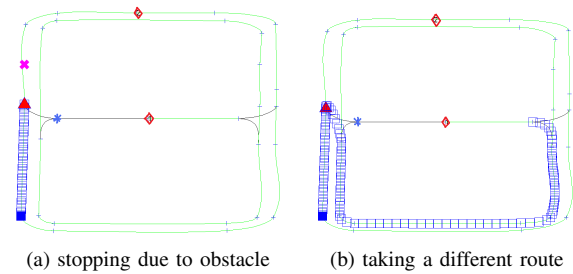 (a) stopping due to obstacle
(b) taking a different route